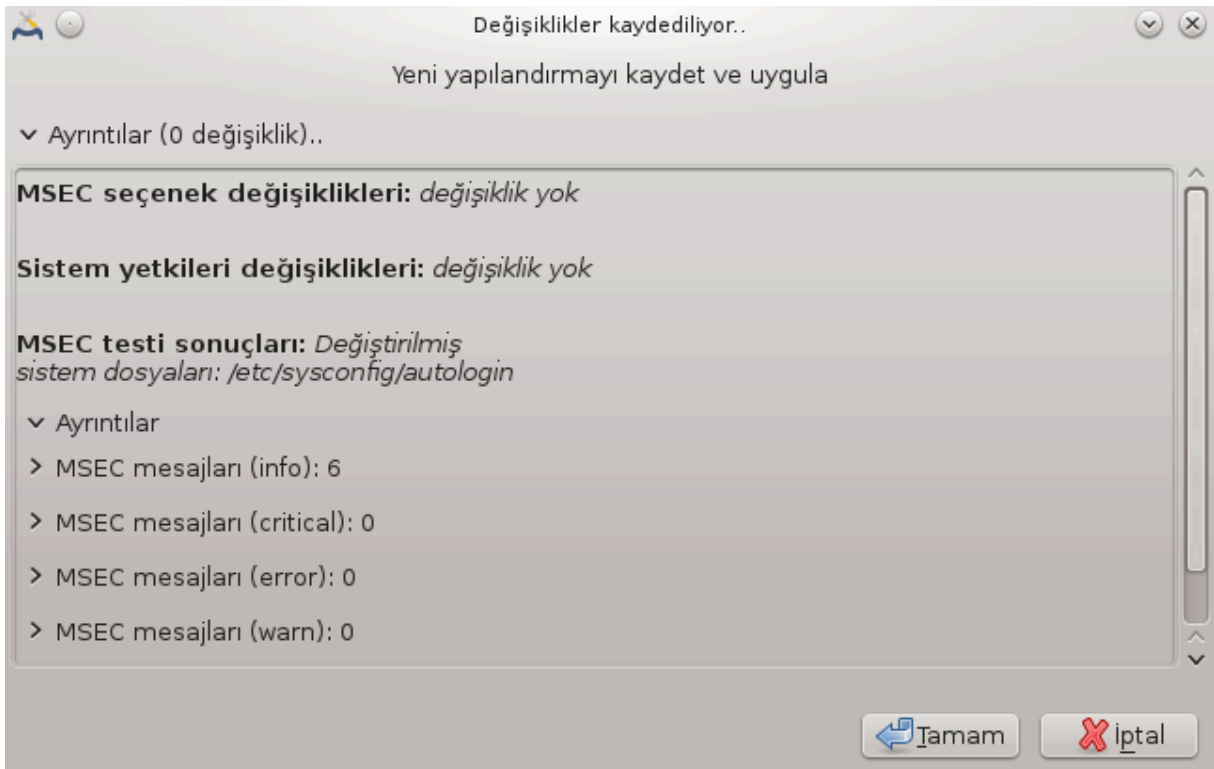 Değişiklikler kaydediliyor..
Yeni yapılandırmayı kaydet ve uygula
Ayrıntılar (0 değişiklik)..
MSEC seçenek değişiklikleri: değişiklik yok
Sistem yetkileri değişiklikleri: değişiklik yok
MSEC testi sonuçları: Değiştirilmiş
sistem dosyaları: /etc/sysconfig/autologin
Ayrıntılar
MSEC mesajları (info): 6
MSEC mesajları (critical): 0
MSEC mesajları (error): 0
MSEC mesajları (warn): 0
Tamam
İptal